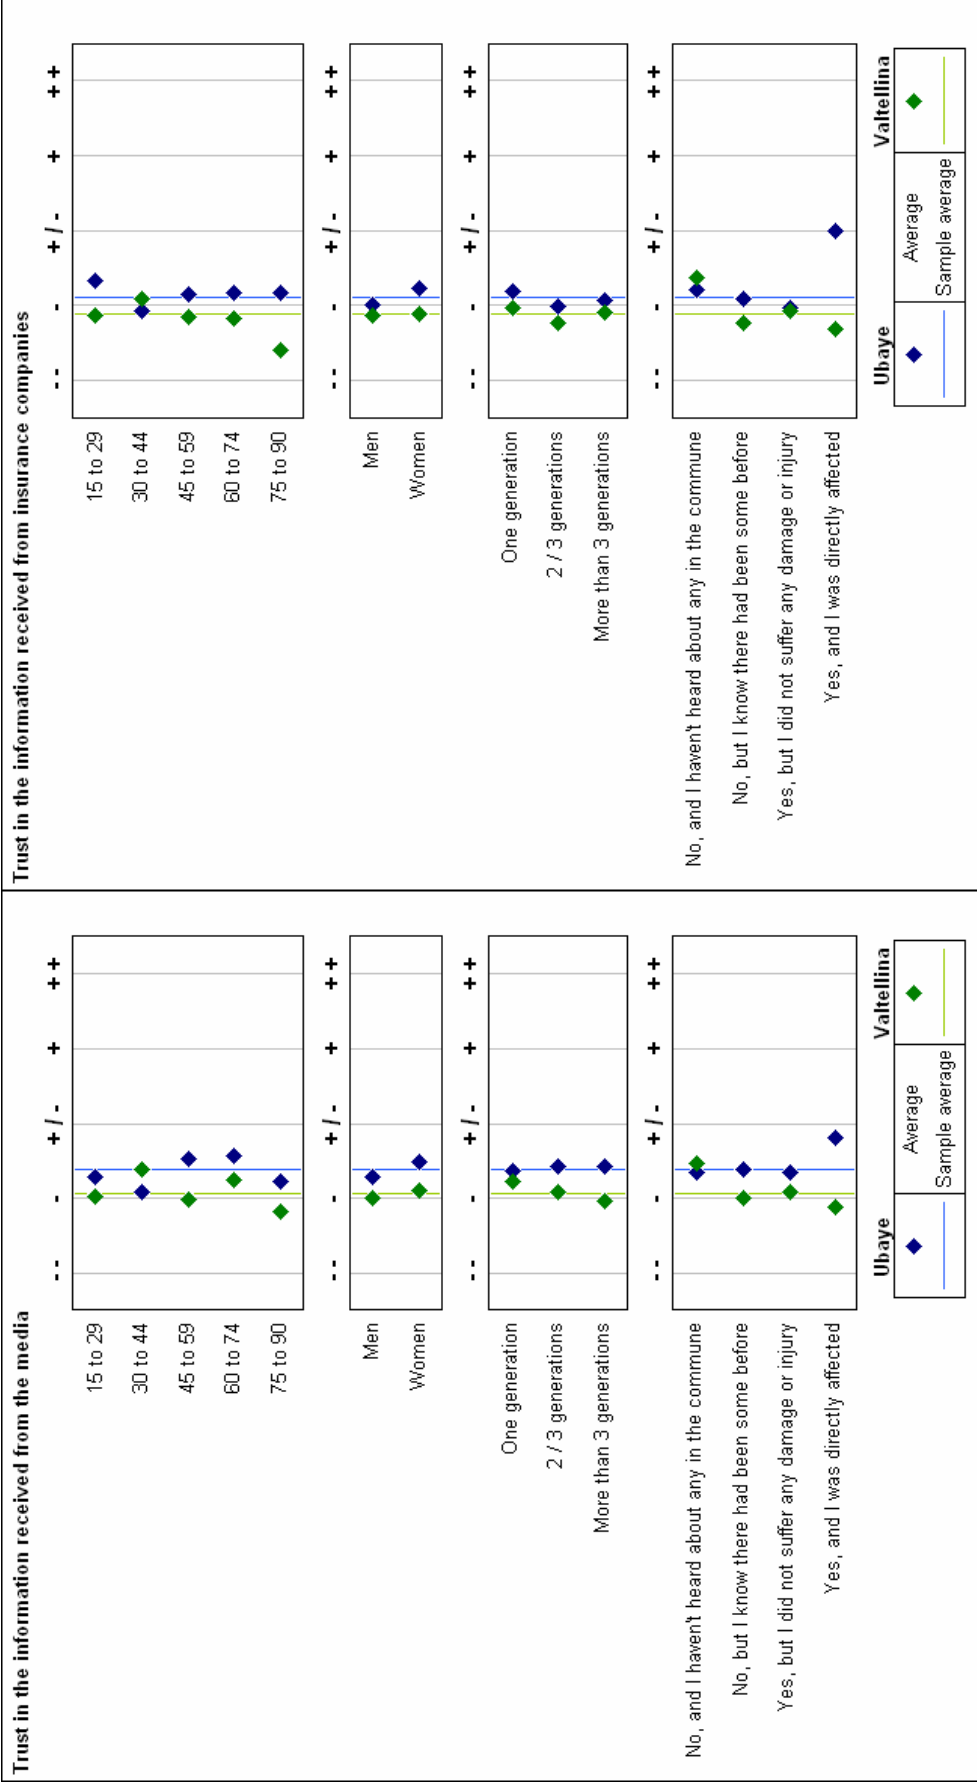 Trust in the information received from the media
- - - + / - + + +
15 to 29
30 to 44
45 to 59
60 to 74
75 to 90
- - - + / - + + +
Men
Women
- - - + / - + + +
One generation
2 / 3 generations
More than 3 generations
- - - + / - + + +
No, and I haven't heard about any in the commune
No, but I know there had been some before
Yes, but I did not suffer any damage or injury
Yes, and I was directly affected
Ubaye Valtellina
Average
Sample average
Trust in the information received from insurance companies
- - - + / - + + +
15 to 29
30 to 44
45 to 59
60 to 74
75 to 90
- - - + / - + + +
Men
Women
- - - + / - + + +
One generation
2 / 3 generations
More than 3 generations
- - - + / - + + +
No, and I haven't heard about any in the commune
No, but I know there had been some before
Yes, but I did not suffer any damage or injury
Yes, and I was directly affected
Ubaye Valtellina
Average
Sample average